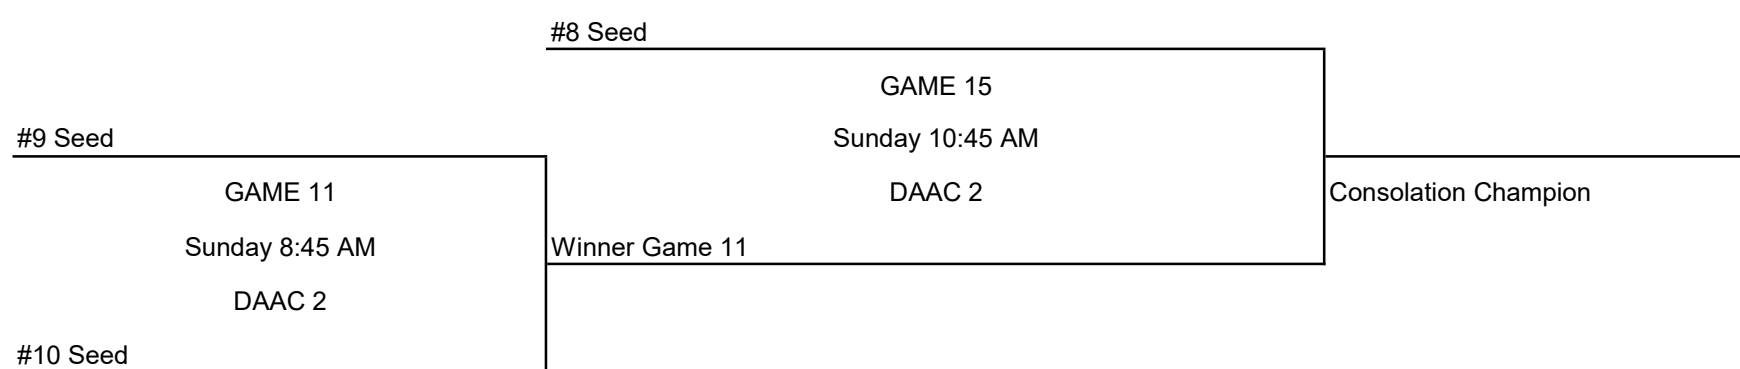 #8 Seed
GAME 15
#9 Seed
Sunday 10:45 AM
GAME 11
DAAC 2
Consolation Champion
Sunday 8:45 AM
Winner Game 11
DAAC 2
#10 Seed